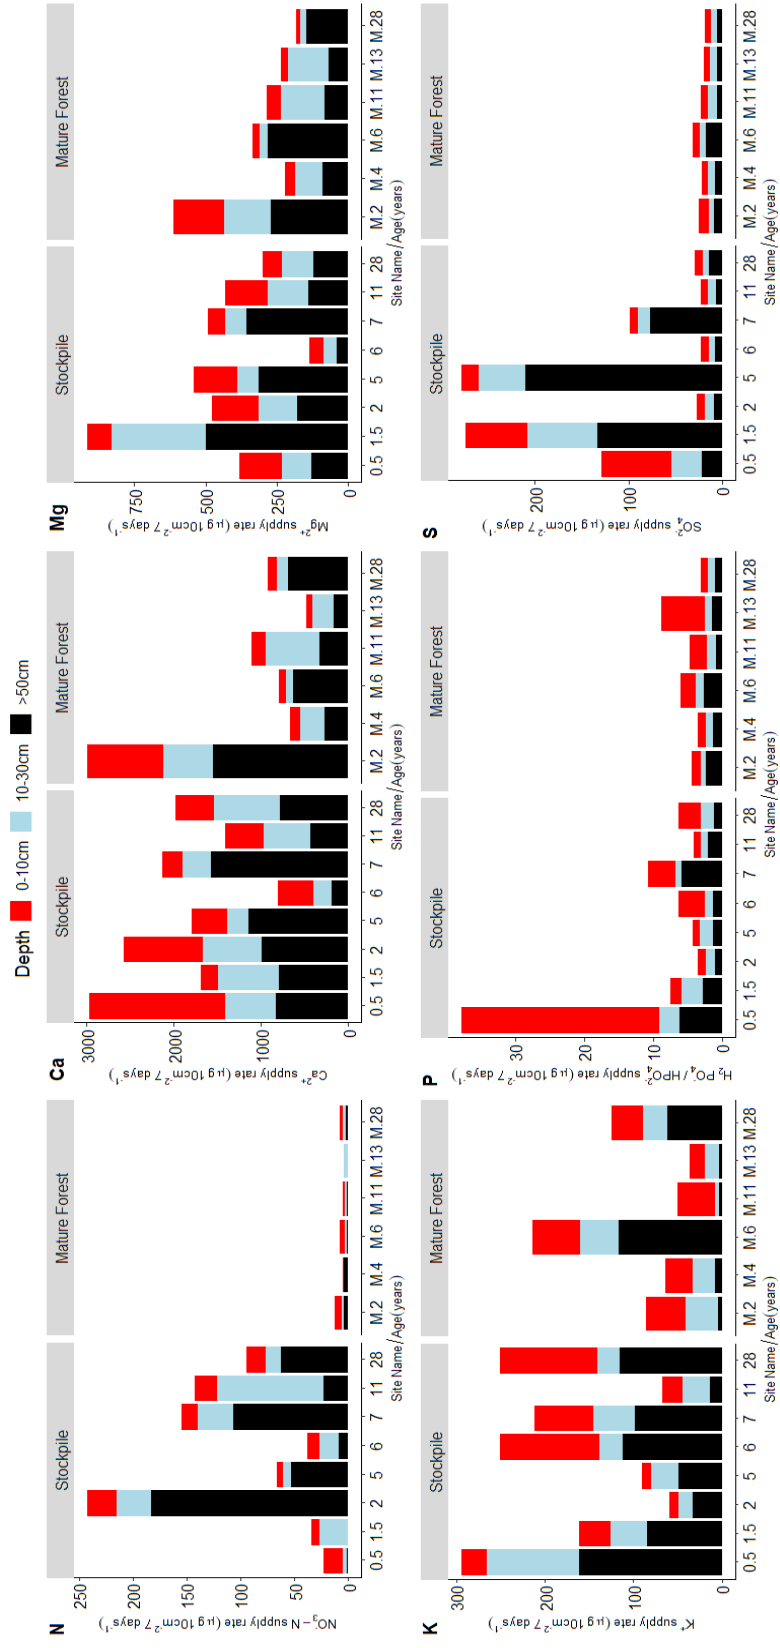 Depth 0-10cm 10-30cm >50cm
N
Stockpile Mature Forest
NO₃⁻–N supply rate (μ g 10cm⁻² 7 days⁻¹)
250
200
150
100
50
0
0.5 1.5 2 5 6 7 11 28 M.2 M.4 M.6 M.11 M.13 M.28
Site Name/Age(years)
Ca
Stockpile Mature Forest
Ca²⁺ supply rate (μ g 10cm⁻² 7 days⁻¹)
3000
2000
1000
0
0.5 1.5 2 5 6 7 11 28 M.2 M.4 M.6 M.11 M.13 M.28
Site Name/Age(years)
Mg
Stockpile Mature Forest
Mg²⁺ supply rate (μ g 10cm⁻² 7 days⁻¹)
750
500
250
0
0.5 1.5 2 5 6 7 11 28 M.2 M.4 M.6 M.11 M.13 M.28
Site Name/Age(years)
K
Stockpile Mature Forest
K⁺ supply rate (μ g 10cm⁻² 7 days⁻¹)
300
200
100
0
0.5 1.5 2 5 6 7 11 28 M.2 M.4 M.6 M.11 M.13 M.28
Site Name/Age(years)
P
Stockpile Mature Forest
H₂PO₄⁻/HPO₄²⁻ supply rate (μ g 10cm⁻² 7 days⁻¹)
30
20
10
0
0.5 1.5 2 5 6 7 11 28 M.2 M.4 M.6 M.11 M.13 M.28
Site Name/Age(years)
S
Stockpile Mature Forest
SO₄²⁻ supply rate (μ g 10cm⁻² 7 days⁻¹)
200
100
0
0.5 1.5 2 5 6 7 11 28 M.2 M.4 M.6 M.11 M.13 M.28
Site Name/Age(years)